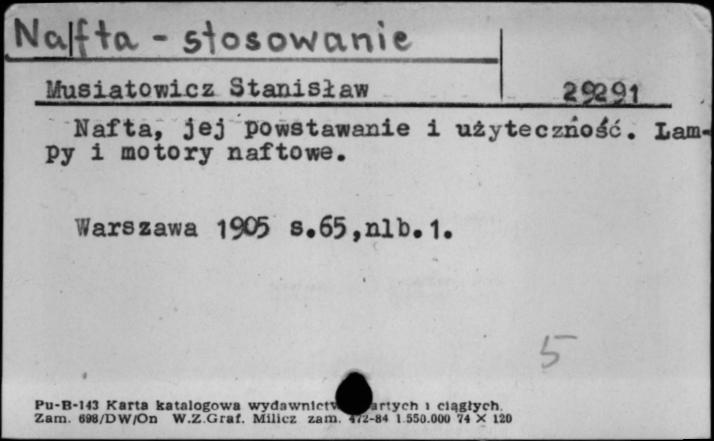 Nafta - stosowanie
Musiatowicz Stanisław 29291
Nafta, jej powstawanie i użyteczność. Lam-
py i motory naftowe.
Warszawa 1905 s.65,nlb.1.
5
Pu-B-143 Karta katalogowa wydawnictw zwartych i ciągłych.
Zam. 698/DW/On W.Z.Graf. Milicz zam. 472-84 1.550.000 74 X 120